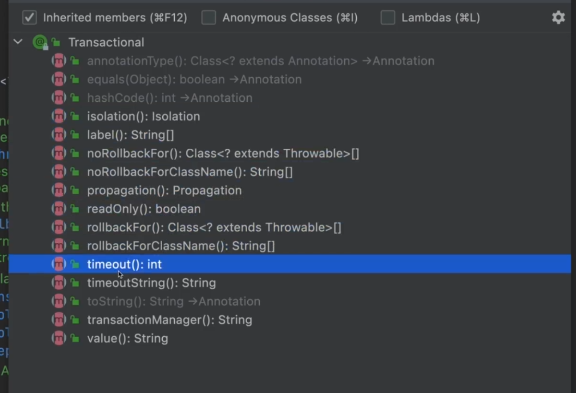 Inherited members (⌘F12) Anonymous Classes (⌘I) Lambdas (⌘L)
Transactional
annotationType(): Class<? extends Annotation> →Annotation
equals(Object): boolean →Annotation
hashCode(): int →Annotation
isolation(): Isolation
label(): String[]
noRollbackFor(): Class<? extends Throwable>[]
noRollbackForClassName(): String[]
propagation(): Propagation
readOnly(): boolean
rollbackFor(): Class<? extends Throwable>[]
rollbackForClassName(): String[]
timeout(): int
timeoutString(): String
toString(): String →Annotation
transactionManager(): String
value(): String